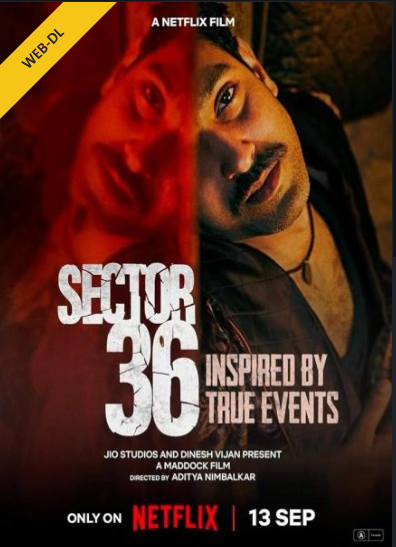 WEB-DL
A NETFLIX FILM
SECTOR
36
INSPIRED BY
TRUE EVENTS
JIO STUDIOS AND DINESH VIJAN PRESENT
A MADDOCK FILM
DIRECTED BY ADITYA NIMBALKAR
ONLY ON NETFLIX | 13 SEP